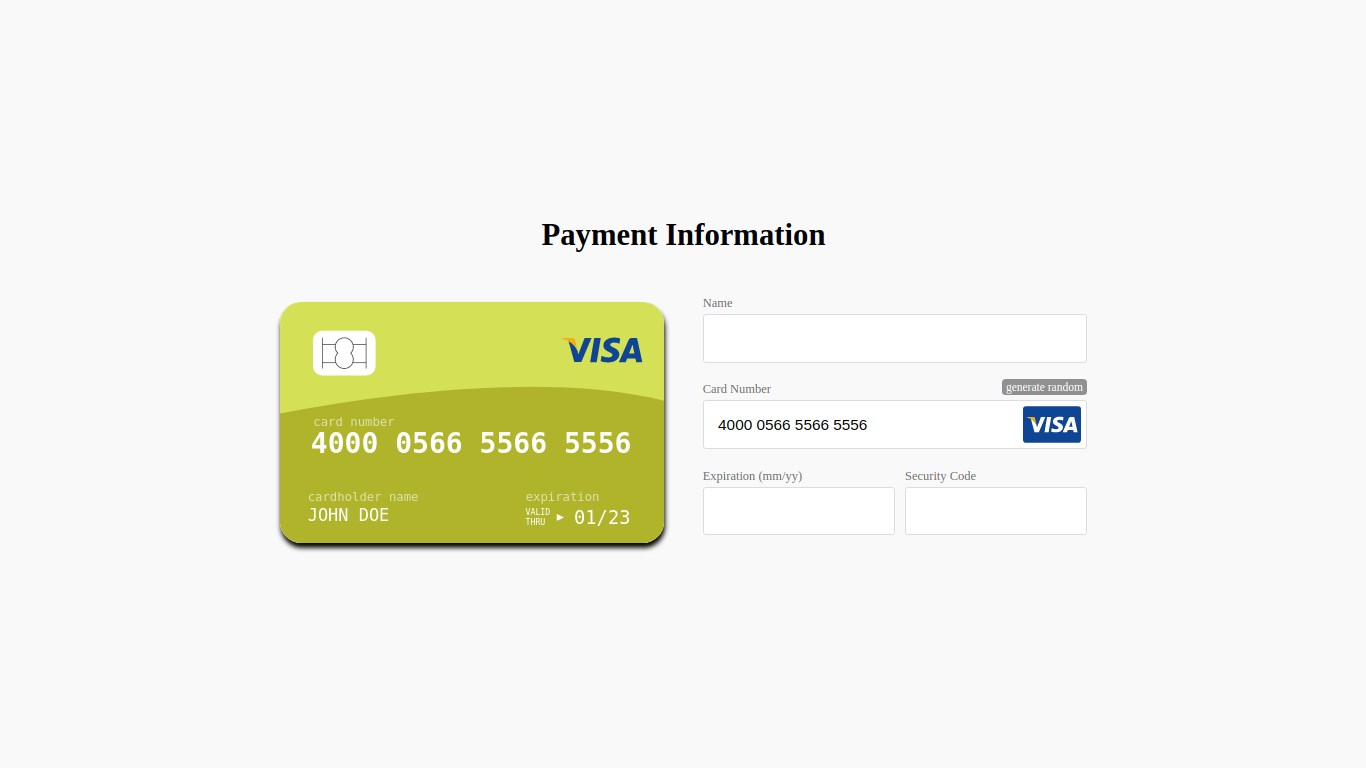 Payment Information
VISA
card number
4000 0566 5566 5556
cardholder name
JOHN DOE
expiration
VALID
THRU
01/23
Name
Card Number
generate random
4000 0566 5566 5556
VISA
Expiration (mm/yy)
Security Code